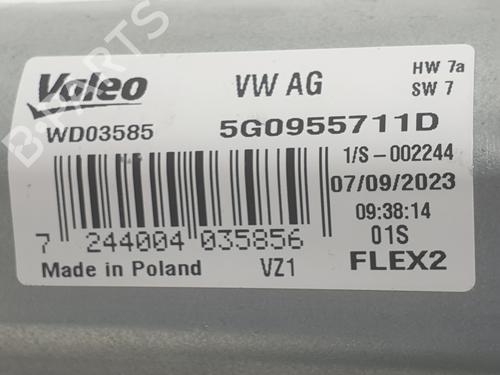 Valeo VW AG HW 7a
SW 7
WD03585 5G0955711D
1/S-002244
07/09/2023
09:38:14
7 244004 035856 01S
Made in Poland VZ1 FLEX2
B-PARTS